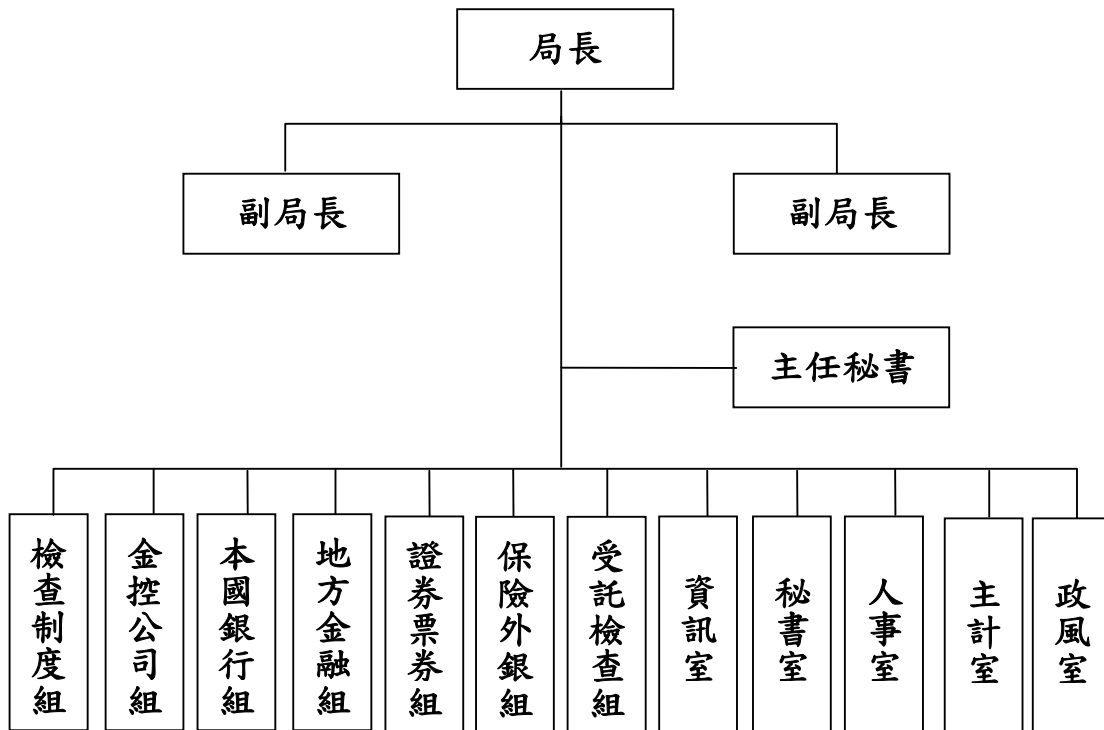 局長
副局長
副局長
主任秘書
檢查制度組
金控公司組
本國銀行組
地方金融組
證券票券組
保險外銀組
受託檢查組
資訊室
秘書室
人事室
主計室
政風室